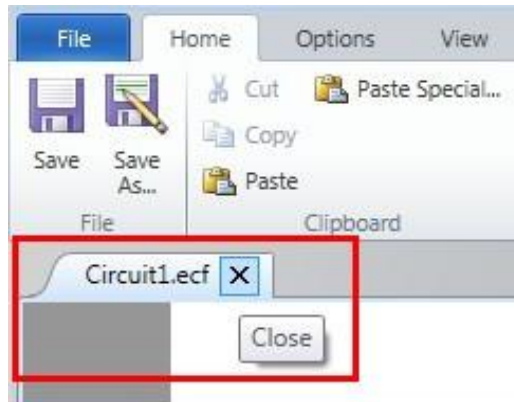 File Home Options View
Cut Paste Special...
Copy
Save Save As... Paste
File Clipboard
Circuit1.ecf X
Close